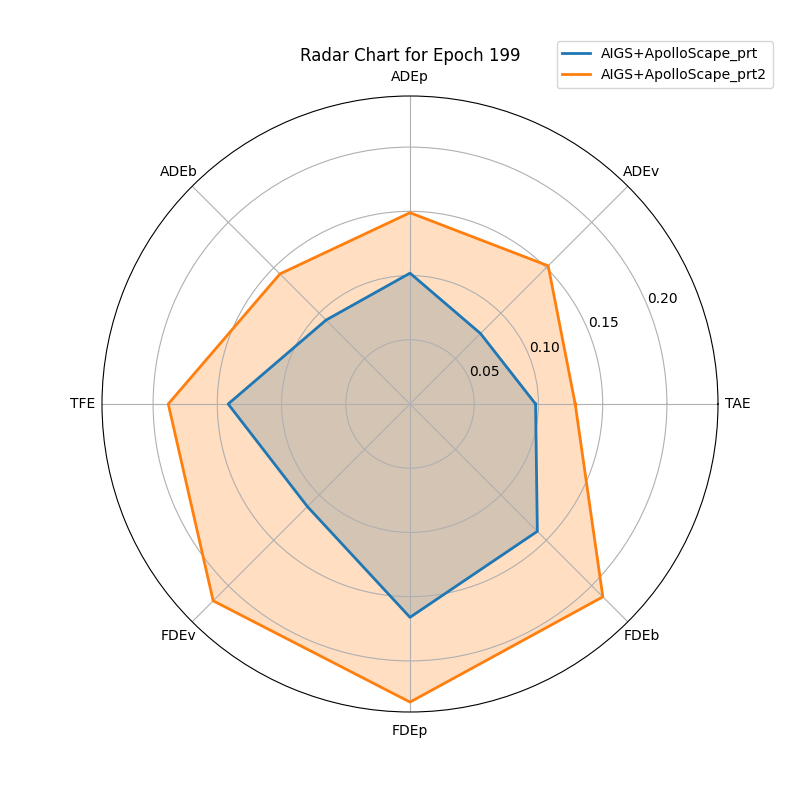 Radar Chart for Epoch 199
AIGS+ApolloScape_prt
AIGS+ApolloScape_prt2
ADEp
ADEb
ADEv
0.20
0.15
0.10
0.05
TFE
TAE
FDEv
FDEb
FDEp